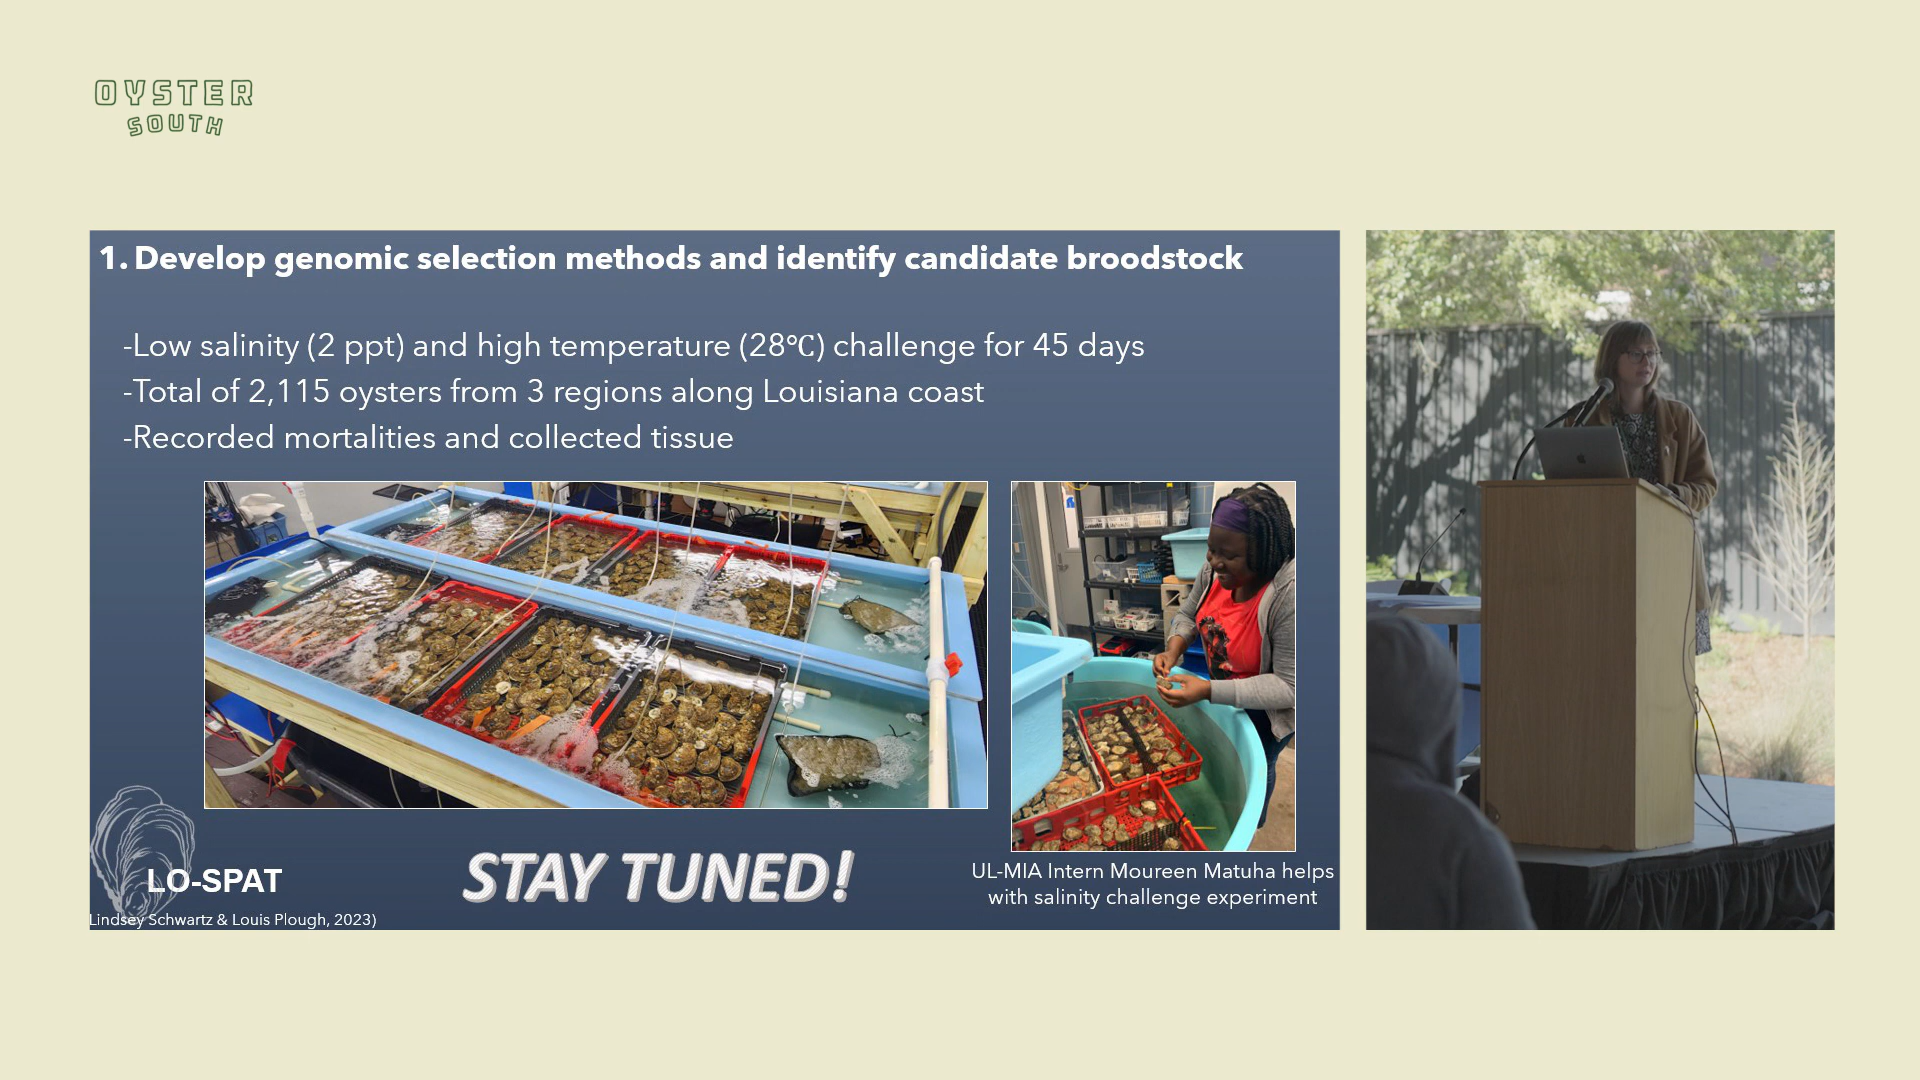 OYSTER
SOUTH
1. Develop genomic selection methods and identify candidate broodstock
-Low salinity (2 ppt) and high temperature (28°C) challenge for 45 days
-Total of 2,115 oysters from 3 regions along Louisiana coast
-Recorded mortalities and collected tissue
LO-SPAT
Lindsey Schwartz & Louis Plough, 2023)
STAY TUNED!
UL-MIA Intern Moureen Matuha helps
with salinity challenge experiment